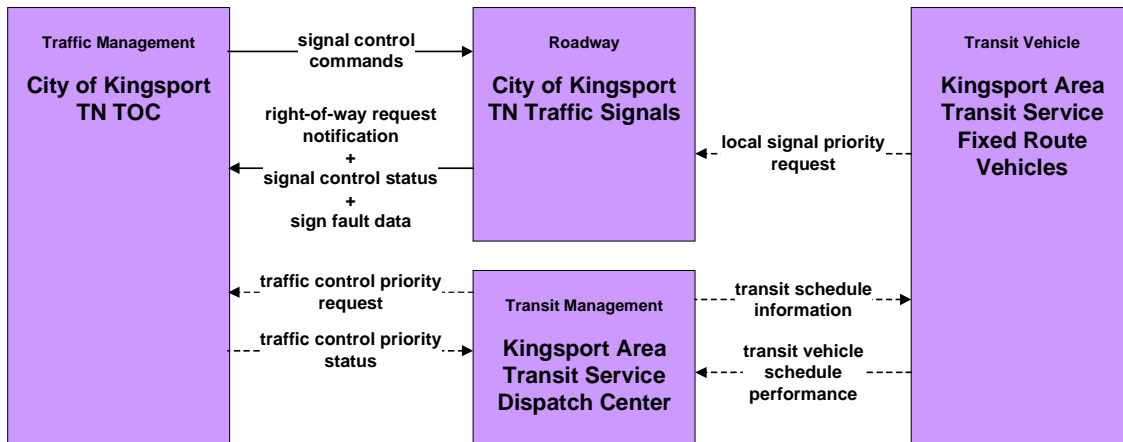 Traffic Management
City of Kingsport
TN TOC
signal control
commands
right-of-way request
notification
+
signal control status
+
sign fault data
traffic control priority
request
traffic control priority
status
Roadway
City of Kingsport
TN Traffic Signals
Transit Management
Kingsport Area
Transit Service
Dispatch Center
local signal priority
request
transit schedule
information
transit vehicle
schedule
performance
Transit Vehicle
Kingsport Area
Transit Service
Fixed Route
Vehicles